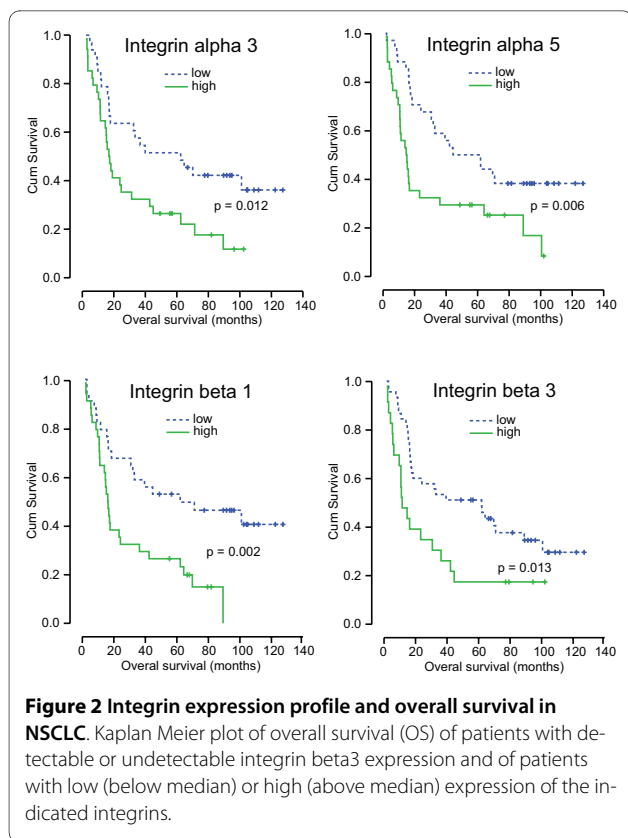 Integrin alpha 3
low
high
Cum Survival
1.0
0.8
0.6
0.4
0.2
0.0
p = 0.012
0 20 40 60 80 100 120 140
Overal survival (months)
Integrin alpha 5
low
high
Cum Survival
1.0
0.8
0.6
0.4
0.2
0.0
p = 0.006
0 20 40 60 80 100 120 140
Overal survival (months)
Integrin beta 1
low
high
Cum Survival
1.0
0.8
0.6
0.4
0.2
0.0
p = 0.002
0 20 40 60 80 100 120 140
Overal survival (months)
Integrin beta 3
low
high
Cum Survival
1.0
0.8
0.6
0.4
0.2
0.0
p = 0.013
0 20 40 60 80 100 120 140
Overal survival (months)
Figure 2 Integrin expression profile and overall survival in
NSCLC. Kaplan Meier plot of overall survival (OS) of patients with de-
tectable or undetectable integrin beta3 expression and of patients
with low (below median) or high (above median) expression of the in-
dicated integrins.